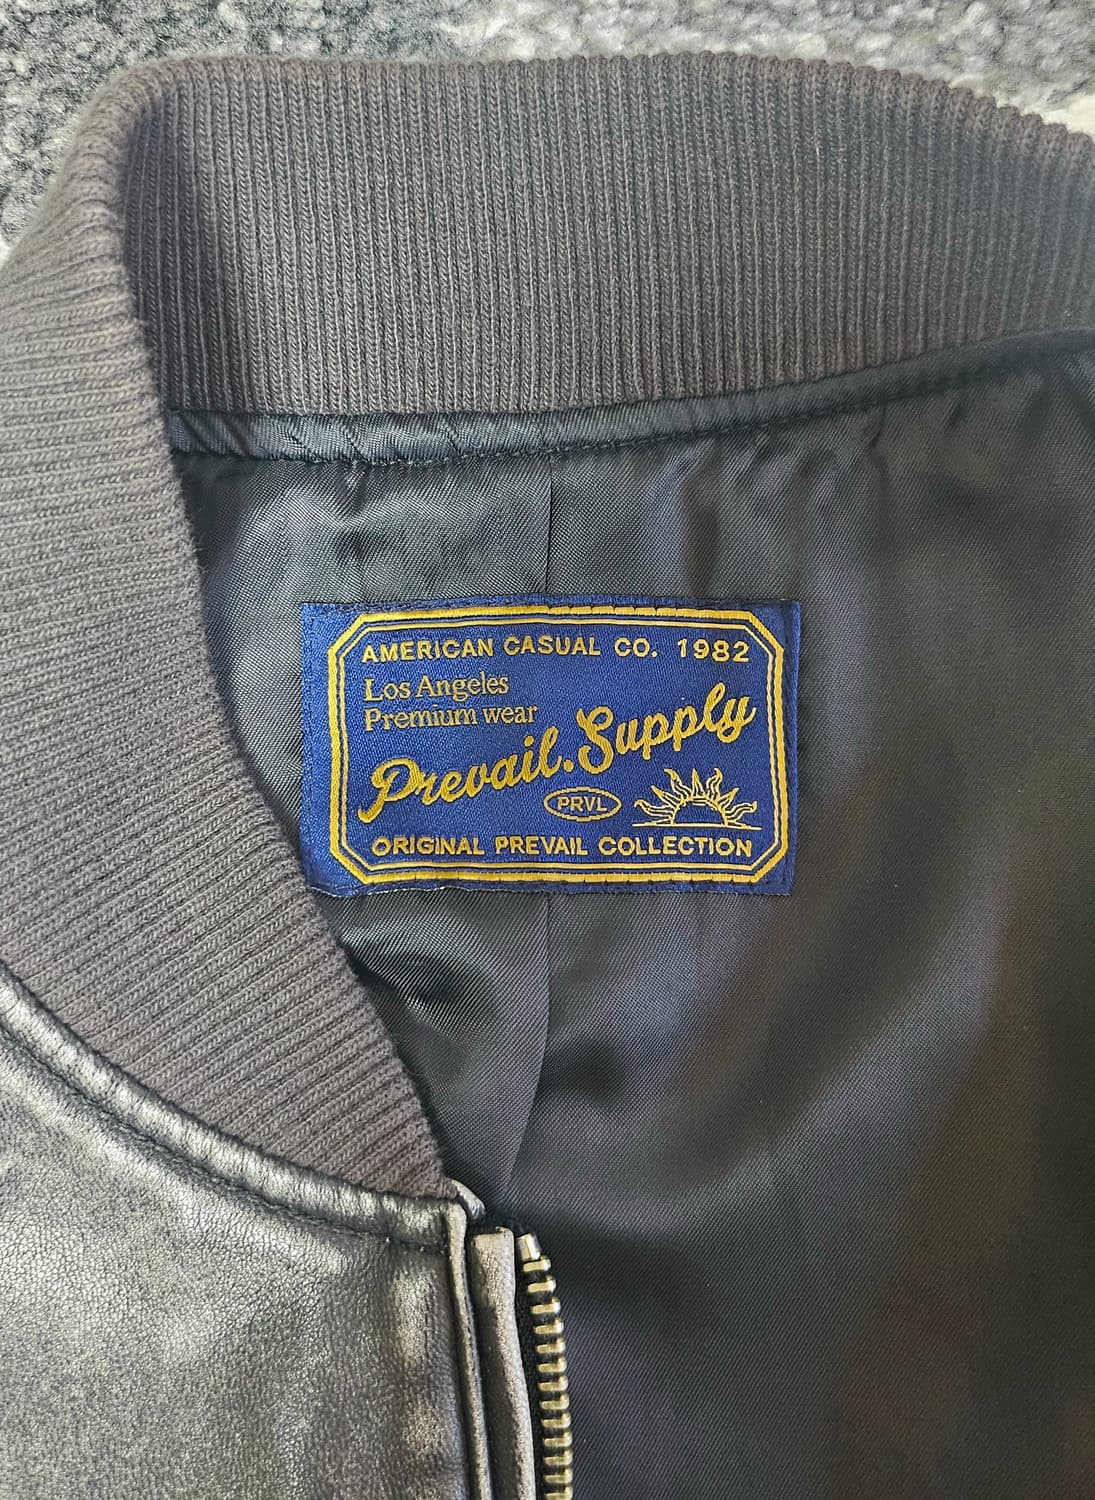 AMERICAN CASUAL CO. 1982
Los Angeles
Premium wear
Prevail.Supply
PRVL
ORIGINAL PREVAIL COLLECTION